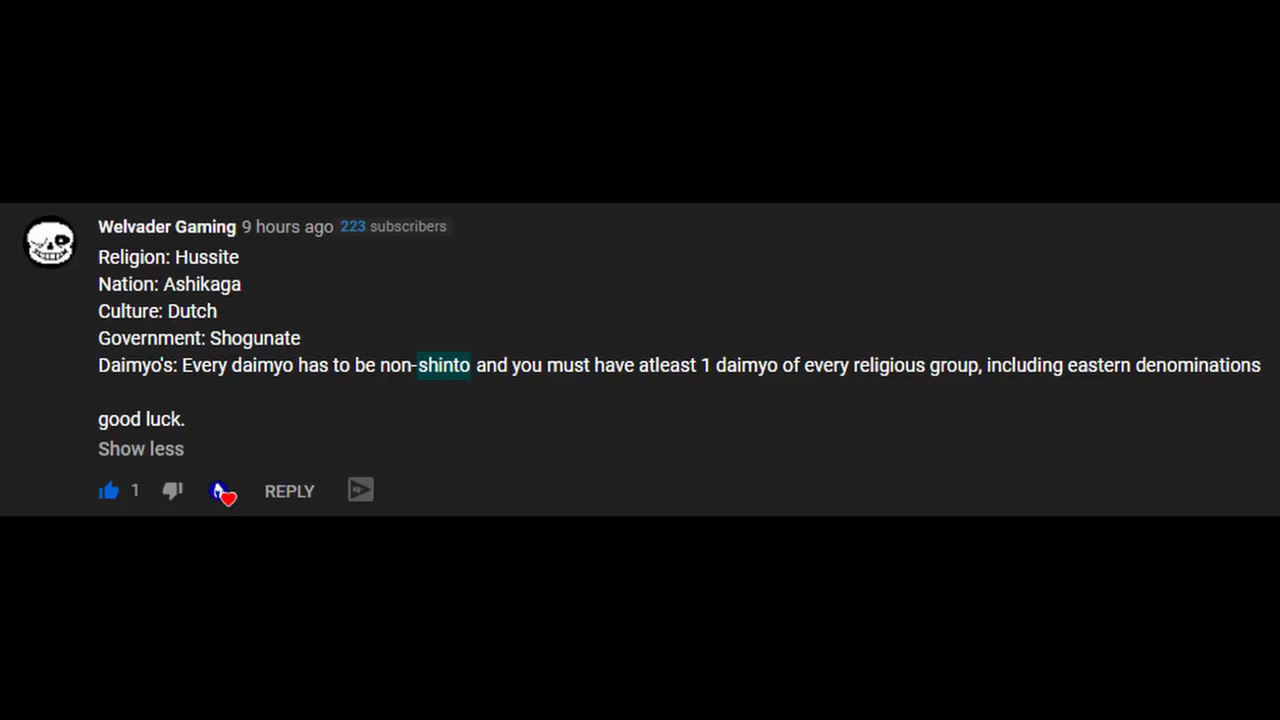 Welvader Gaming 9 hours ago 223 subscribers
Religion: Hussite
Nation: Ashikaga
Culture: Dutch
Government: Shogunate
Daimyo's: Every daimyo has to be non-shinto and you must have atleast 1 daimyo of every religious group, including eastern denominations
good luck.
Show less
1 REPLY